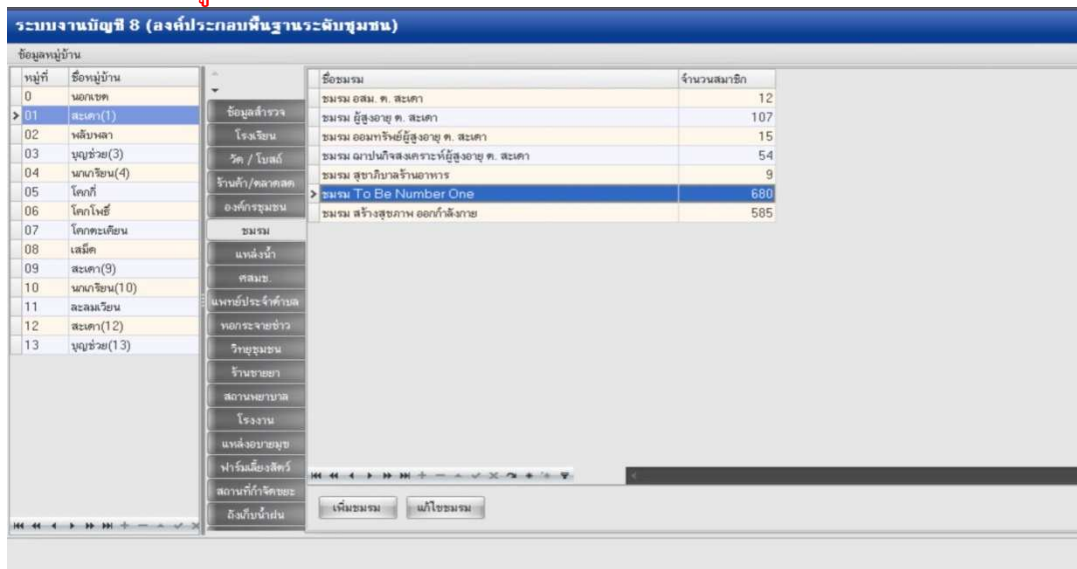 ระบบงานบัญชี 8 (องค์ประกอบพื้นฐานระดับชุมชน)
ข้อมูลหมู่บ้าน
หมู่ที่ ชื่อหมู่บ้าน
0 นอกเขต
01 สะเดา(1)
02 พลับพลา
03 บุญช่วย(3)
04 นกเกรียน(4)
05 โคกกี่
06 โคกโพธิ์
07 โคกตะเคียน
08 เสม็ด
09 สะเดา(9)
10 นกเกรียน(10)
11 ละลมเวียน
12 สะเดา(12)
13 บุญช่วย(13)
ข้อมูลสำรวจ
โรงเรียน
วัด / โบสถ์
ร้านค้า/ตลาดสด
องค์กรชุมชน
ชมรม
แหล่งน้ำ
ศสมช.
แพทย์ประจำตำบล
หอกระจายข่าว
วิทยุชุมชน
ร้านขายยา
สถานพยาบาล
โรงงาน
แหล่งอบายมุข
ฟาร์มเลี้ยงสัตว์
สถานที่กำจัดขยะ
ถังเก็บน้ำฝน
ชื่อชมรม จำนวนสมาชิก
ชมรม อสม. ต. สะเดา 12
ชมรม ผู้สูงอายุ ต. สะเดา 107
ชมรม ออมทรัพย์ผู้สูงอายุ ต. สะเดา 15
ชมรม ฌาปนกิจสงเคราะห์ผู้สูงอายุ ต. สะเดา 54
ชมรม สุขาภิบาลร้านอาหาร 9
ชมรม To Be Number One 680
ชมรม สร้างสุขภาพ ออกกำลังกาย 585
เพิ่มชมรม แก้ไขชมรม